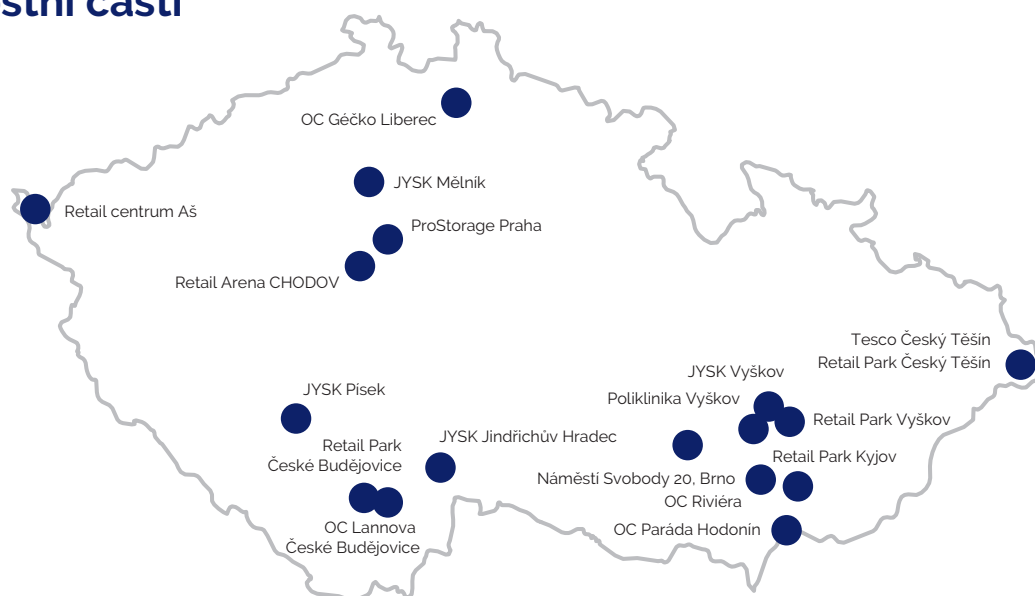 stní části
OC Géčko Liberec
JYSK Mělník
Retail centrum Aš
ProStorage Praha
Retail Arena CHODOV
Tesco Český Těšín
Retail Park Český Těšín
JYSK Vyškov
JYSK Písek
Poliklinika Vyškov
Retail Park Vyškov
Retail Park
České Budějovice
JYSK Jindřichův Hradec
Retail Park Kyjov
Náměstí Svobody 20, Brno
OC Riviéra
OC Lannova
České Budějovice
OC Paráda Hodonín